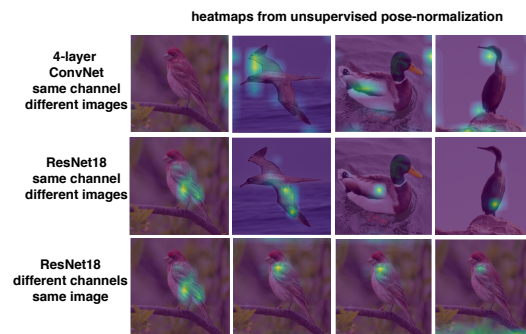 heatmaps from unsupervised pose-normalization
4-layer
ConvNet
same channel
different images
ResNet18
same channel
different images
ResNet18
different channels
same image